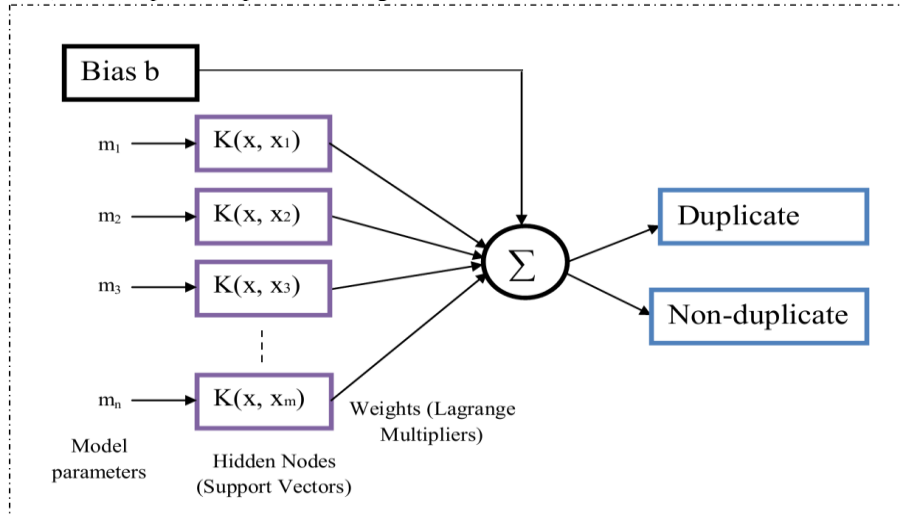 Bias b
m₁
K(x, x₁)
m₂
K(x, x₂)
m₃
K(x, x₃)
mₙ
K(x, xₘ)
∑
Duplicate
Non-duplicate
Weights (Lagrange
Multipliers)
Model
parameters
Hidden Nodes
(Support Vectors)